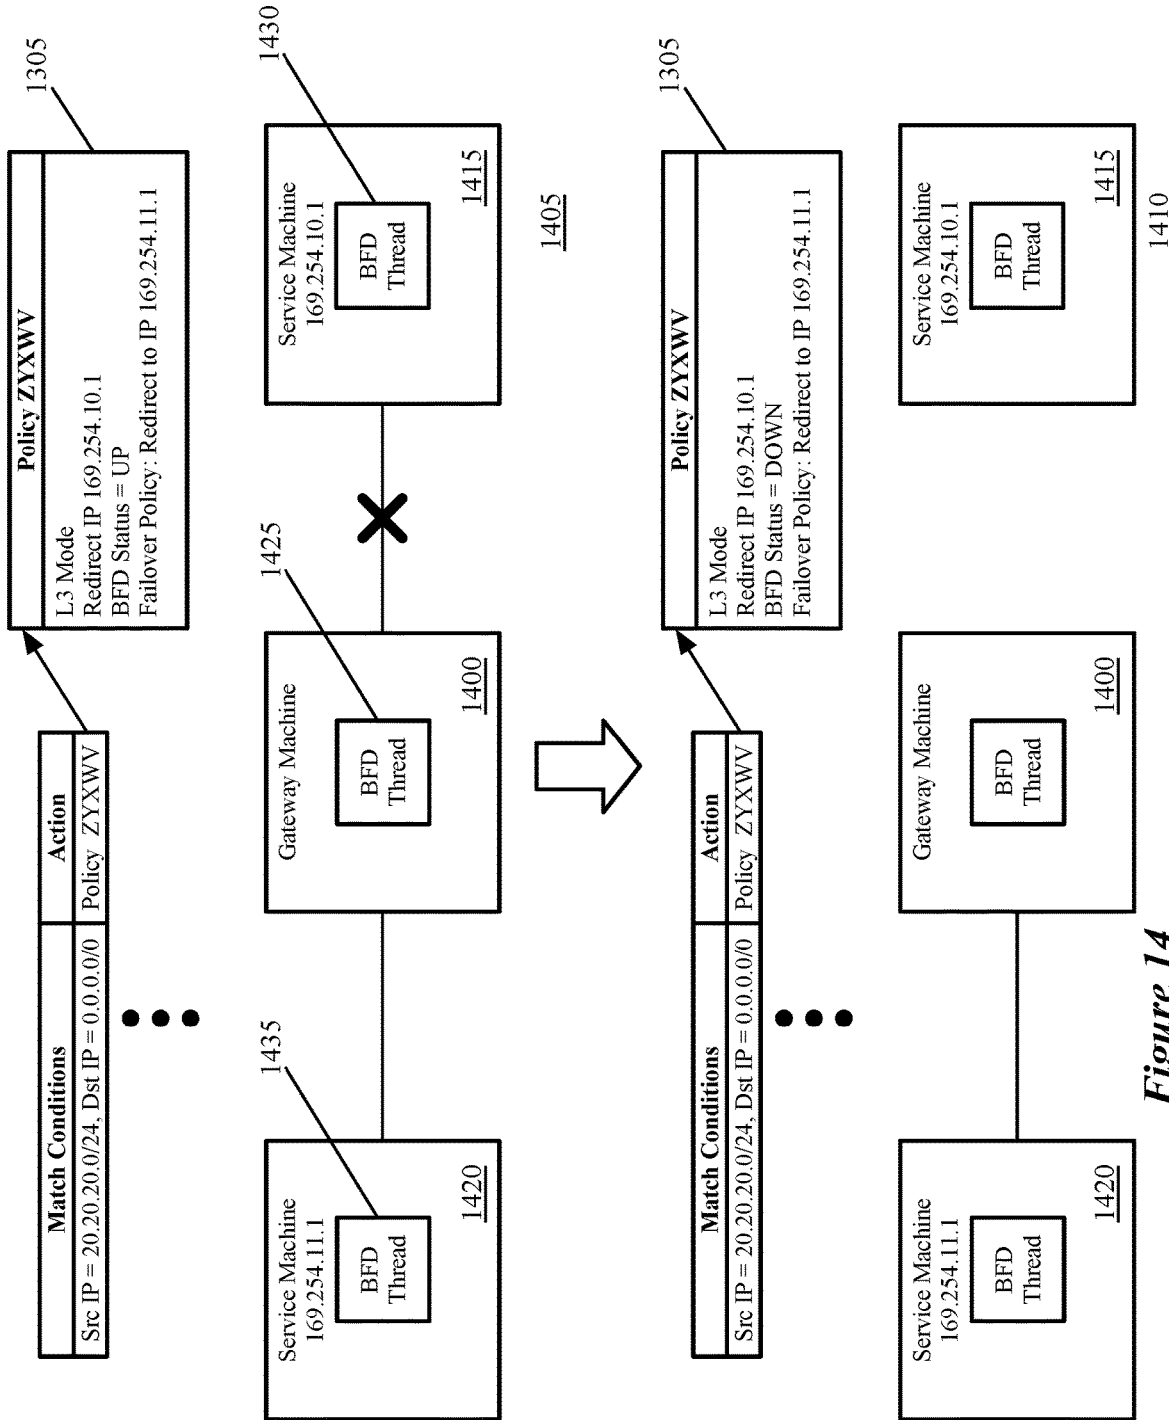 Match Conditions
Action
Src IP = 20.20.20.0/24, Dst IP = 0.0.0.0/0
Policy ZYXWV
Policy ZYXWV
L3 Mode
Redirect IP 169.254.10.1
BFD Status = UP
Failover Policy: Redirect to IP 169.254.11.1
1305
Service Machine
169.254.11.1
BFD
Thread
1420
1435
Gateway Machine
BFD
Thread
1400
1425
Service Machine
169.254.10.1
BFD
Thread
1415
1430
1405
Match Conditions
Action
Src IP = 20.20.20.0/24, Dst IP = 0.0.0.0/0
Policy ZYXWV
Policy ZYXWV
L3 Mode
Redirect IP 169.254.10.1
BFD Status = DOWN
Failover Policy: Redirect to IP 169.254.11.1
1305
Service Machine
169.254.11.1
BFD
Thread
1420
Gateway Machine
BFD
Thread
1400
Service Machine
169.254.10.1
BFD
Thread
1415
1410
Figure 14